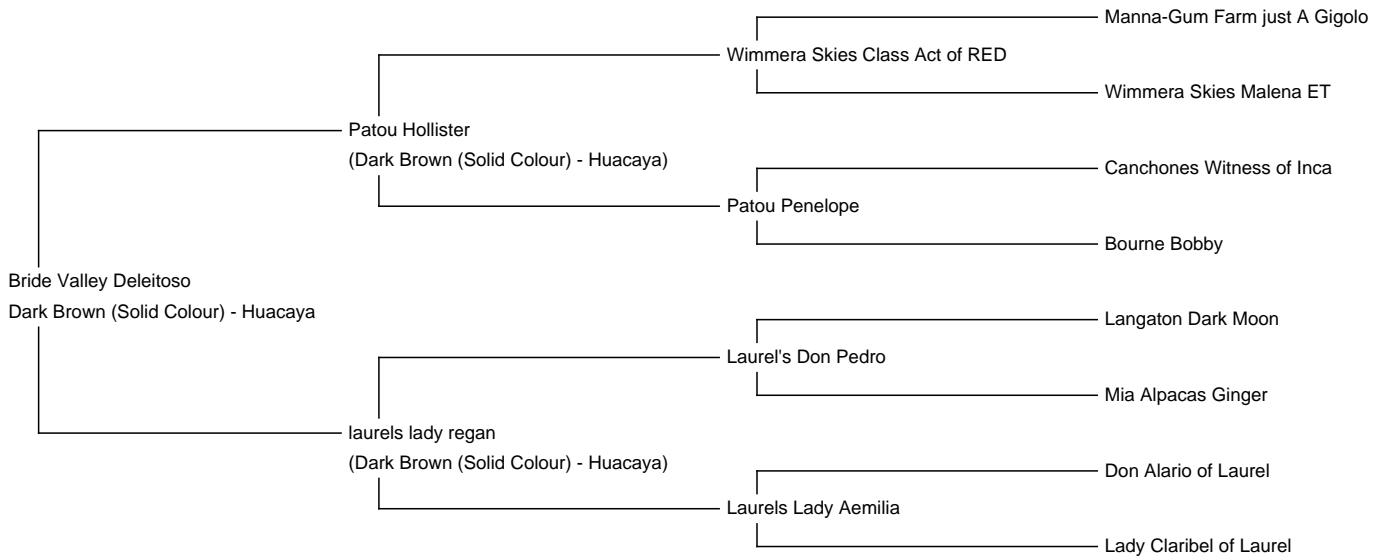 Manna-Gum Farm just A Gigolo
Wimmera Skies Class Act of RED
Wimmera Skies Malena ET
Patou Hollister
(Dark Brown (Solid Colour) - Huacaya)
Canchones Witness of Inca
Patou Penelope
Bourne Bobby
Bride Valley Deleitoso
Dark Brown (Solid Colour) - Huacaya
Langaton Dark Moon
Laurel's Don Pedro
Mia Alpacas Ginger
laurels lady regan
(Dark Brown (Solid Colour) - Huacaya)
Don Alario of Laurel
Laurels Lady Aemilia
Lady Claribel of Laurel